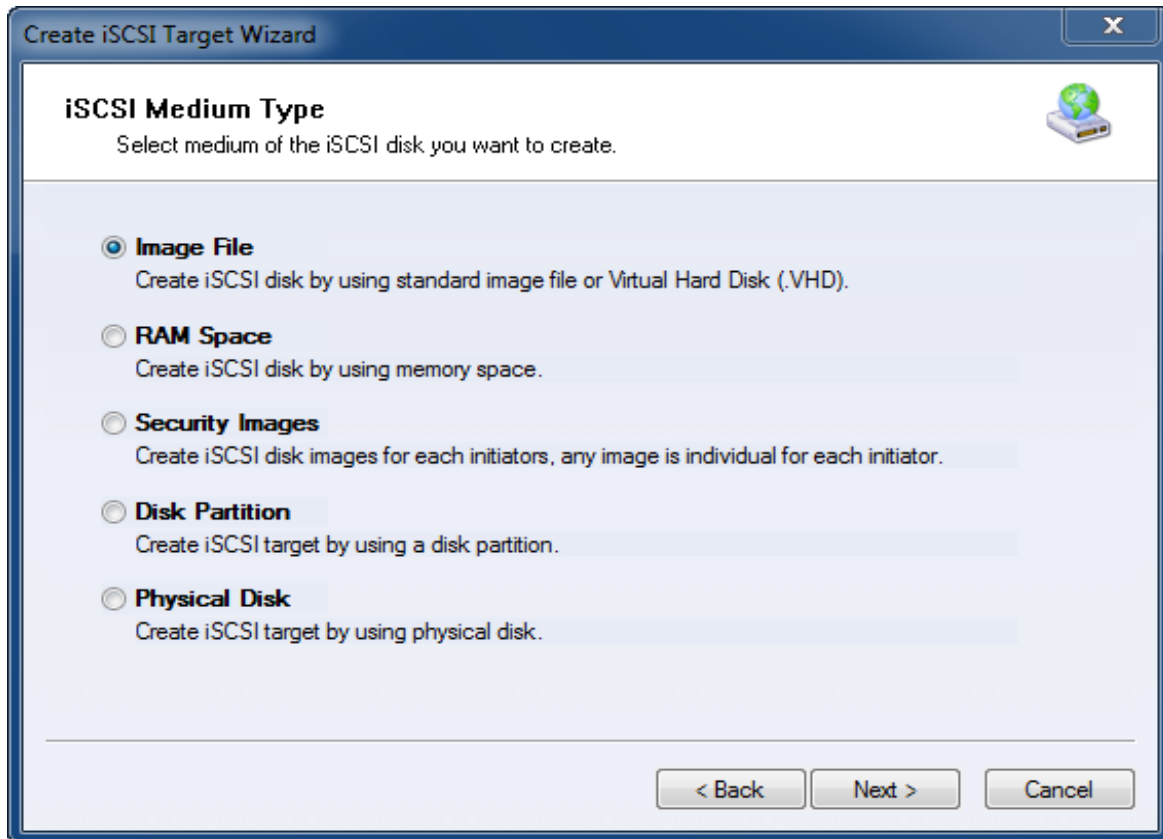 Create iSCSI Target Wizard
X
iSCSI Medium Type
Select medium of the iSCSI disk you want to create.
Image File
Create iSCSI disk by using standard image file or Virtual Hard Disk (.VHD).
RAM Space
Create iSCSI disk by using memory space.
Security Images
Create iSCSI disk images for each initiators, any image is individual for each initiator.
Disk Partition
Create iSCSI target by using a disk partition.
Physical Disk
Create iSCSI target by using physical disk.
< Back Next > Cancel